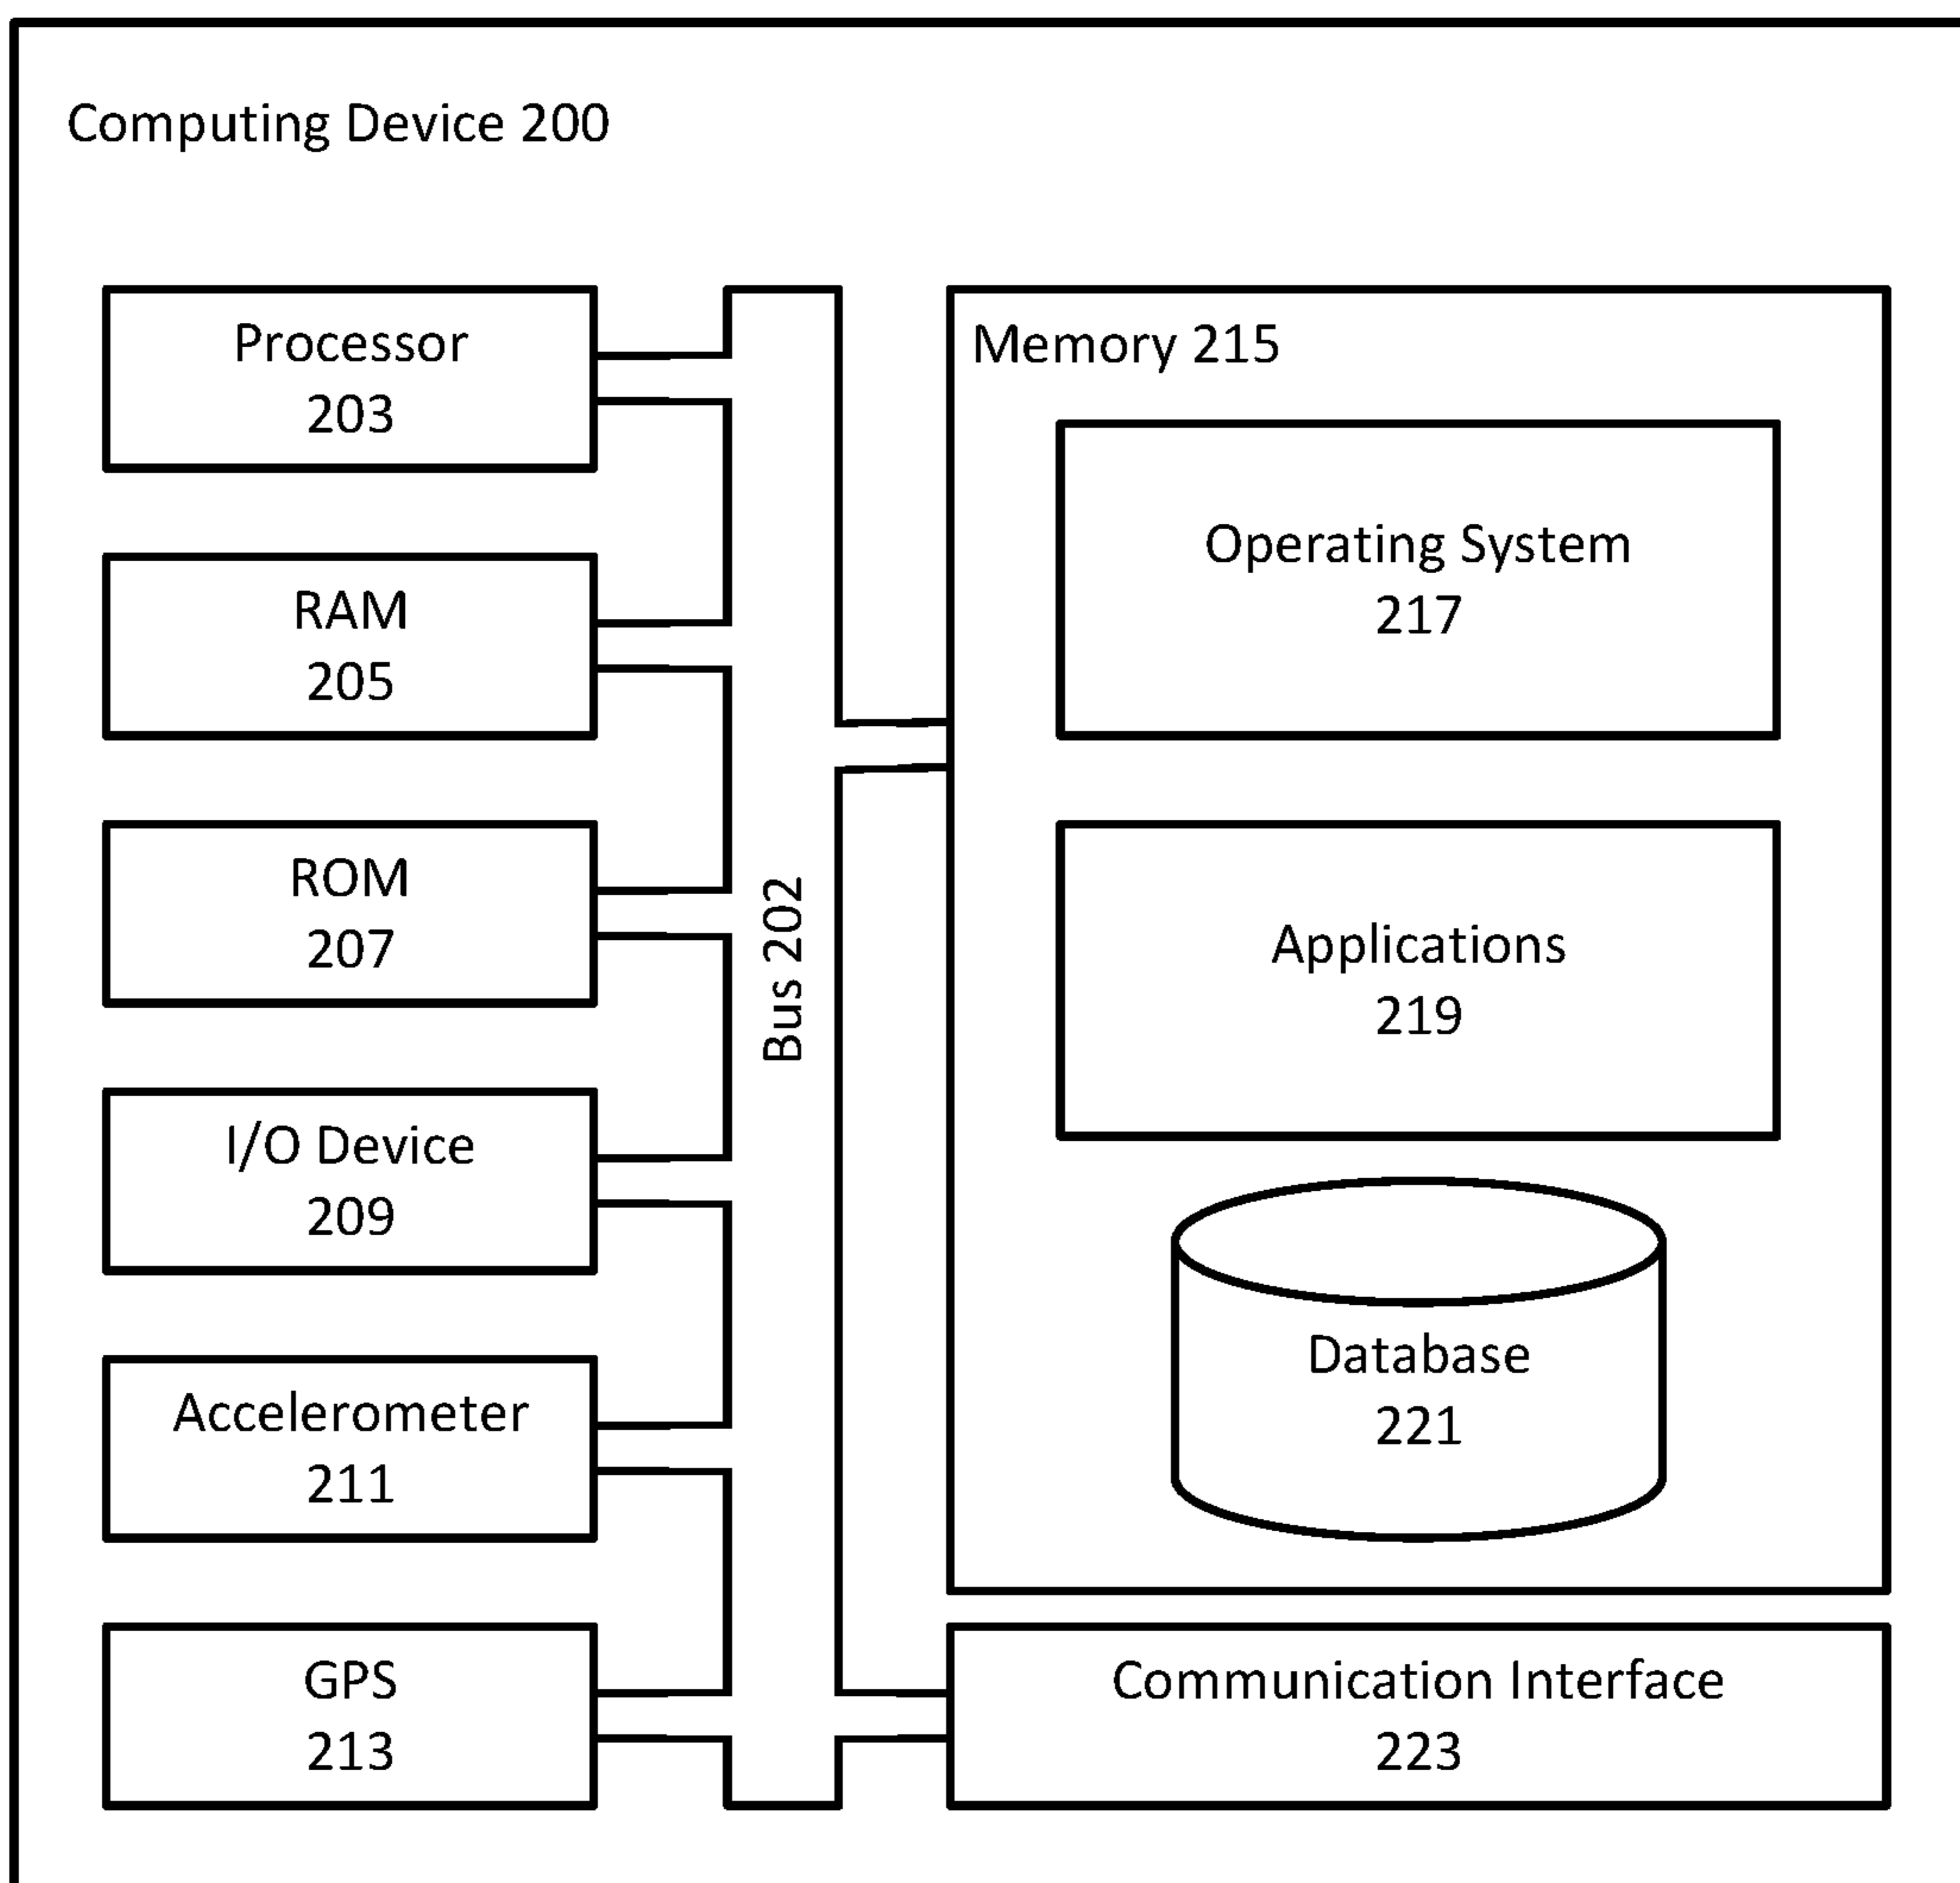 Computing Device 200
Processor
203
RAM
205
ROM
207
I/O Device
209
Accelerometer
211
GPS
213
Bus 202
Memory 215
Operating System
217
Applications
219
Database
221
Communication Interface
223